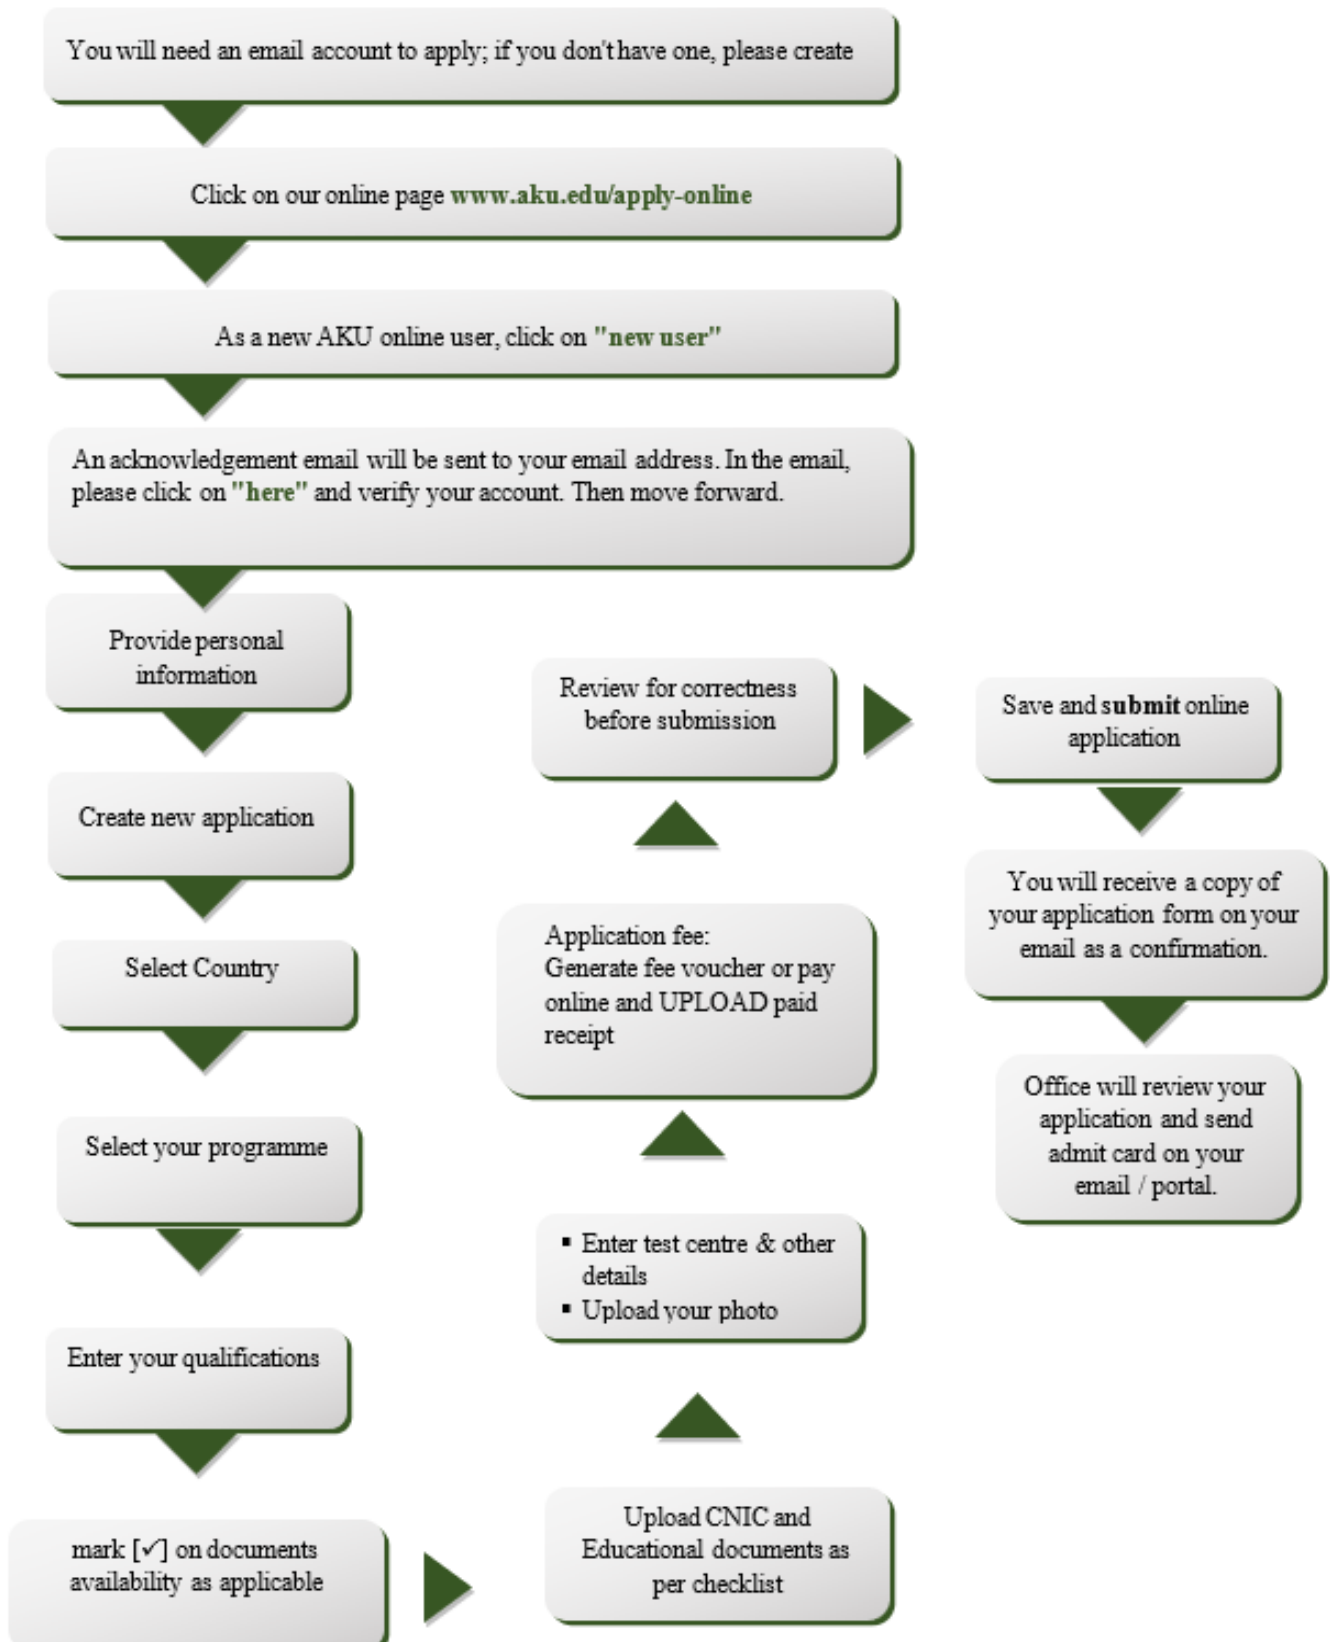 You will need an email account to apply; if you don't have one, please create
Click on our online page www.aku.edu/apply-online
As a new AKU online user, click on "new user"
An acknowledgement email will be sent to your email address. In the email,
please click on "here" and verify your account. Then move forward.
Provide personal
information
Create new application
Select Country
Select your programme
Enter your qualifications
mark [✓] on documents
availability as applicable
Upload CNIC and
Educational documents as
per checklist
▪ Enter test centre & other
details
▪ Upload your photo
Application fee:
Generate fee voucher or pay
online and UPLOAD paid
receipt
Review for correctness
before submission
Save and submit online
application
You will receive a copy of
your application form on your
email as a confirmation.
Office will review your
application and send
admit card on your
email / portal.